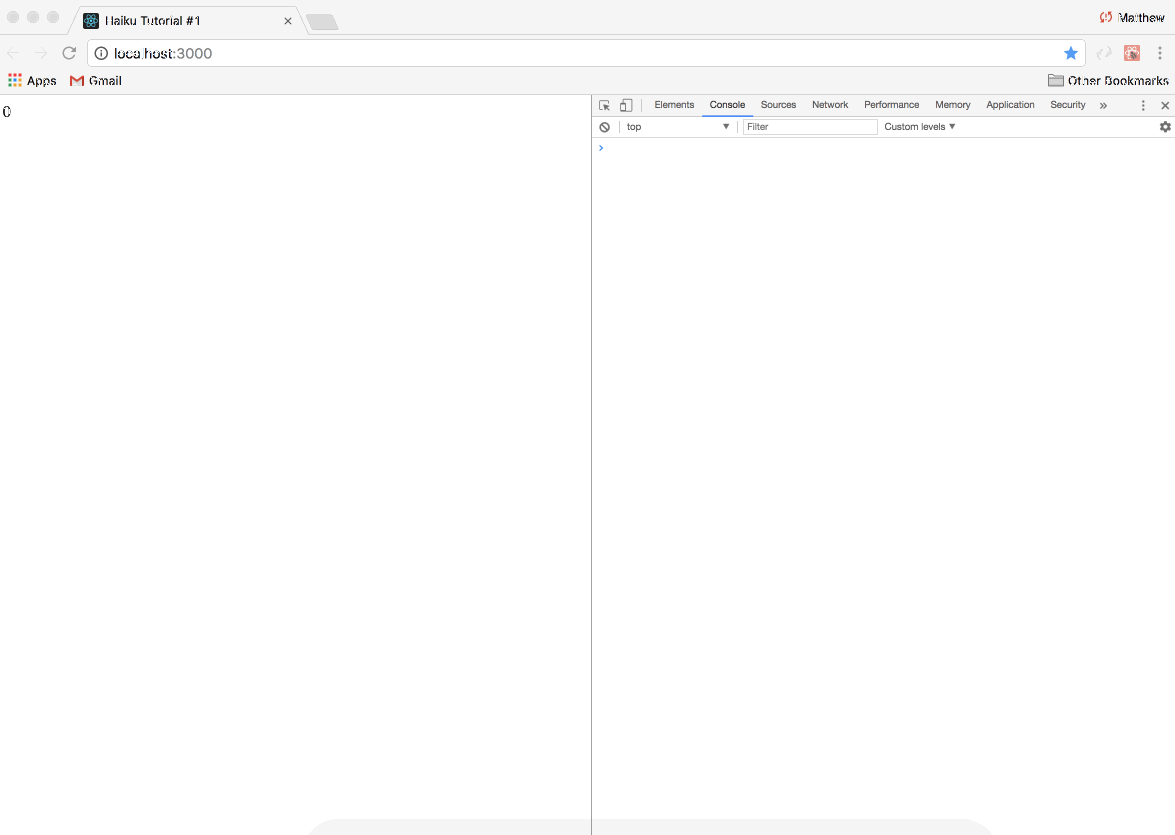 Haiku Tutorial #1
Matthew
localhost:3000
Apps Gmail Other Bookmarks
0
Elements Console Sources Network Performance Memory Application Security »
top Filter Custom levels